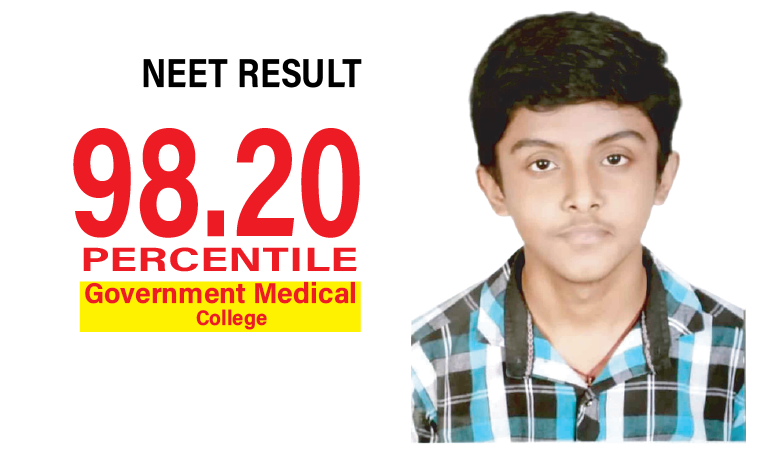 NEET RESULT
98.20
PERCENTILE
Government Medical
College